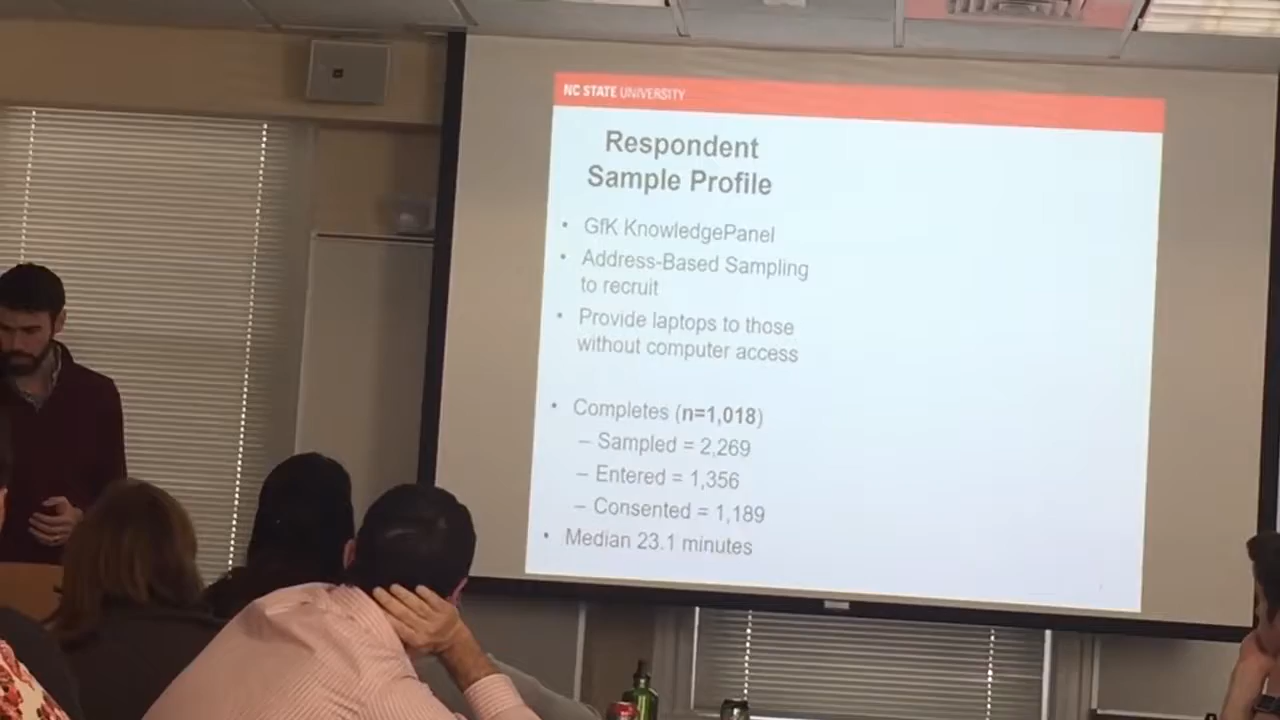 NC STATE UNIVERSITY
Respondent
Sample Profile
• GfK KnowledgePanel
• Address-Based Sampling
to recruit
• Provide laptops to those
without computer access
• Completes (n=1,018)
– Sampled = 2,269
– Entered = 1,356
– Consented = 1,189
• Median 23.1 minutes